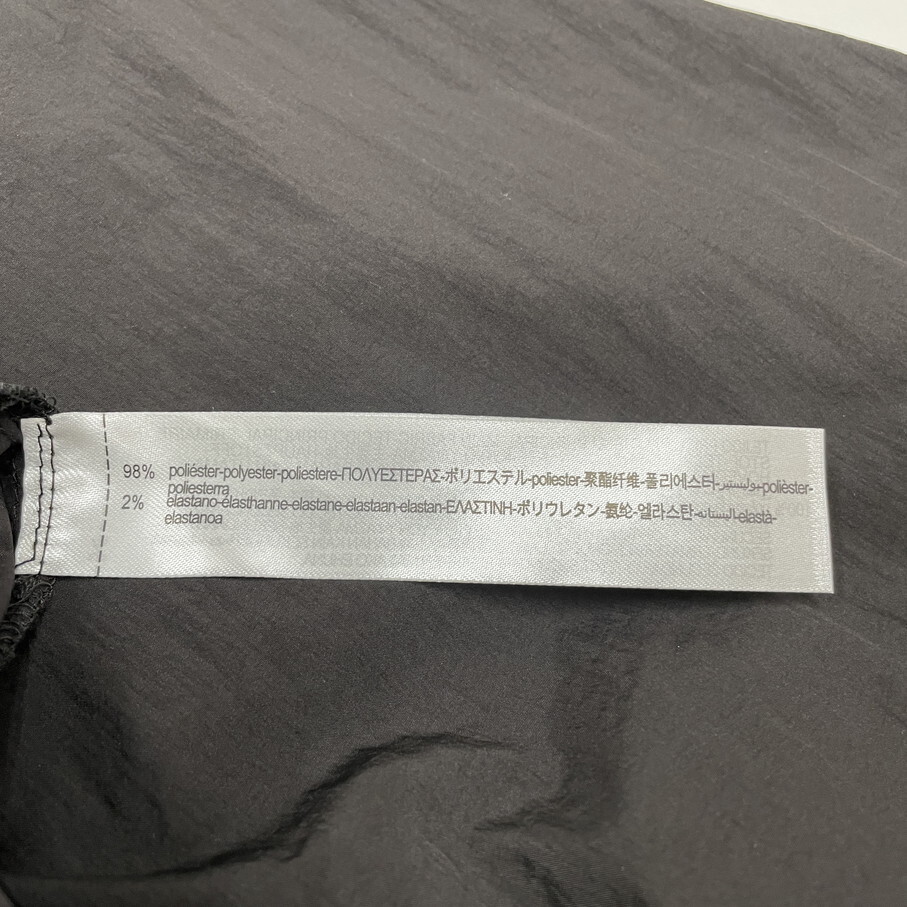 98% poliéster-polyester-poliestere-ΠΟΛΥΕΣΤΕΡΑΣ-ポリエステル-poliester-聚酯纤维-폴리에스터-بوليستير-polièster-
poliesterra
2% elastano-élasthanne-elastane-elastaan-elastan-ΕΛΑΣΤΙΝΗ-ポリウレタン-氨纶-엘라스탄-اليستانه-elastà-
elastanoa